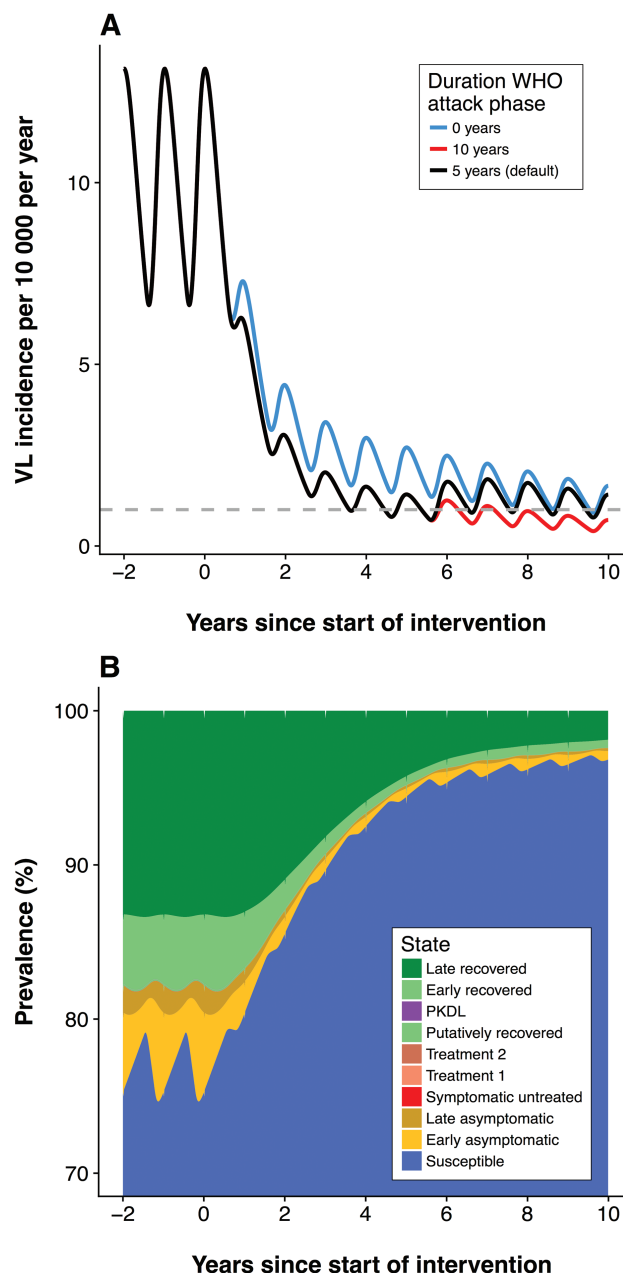 A
VL incidence per 10 000 per year
10
5
0
Duration WHO
attack phase
0 years
10 years
5 years (default)
−2 0 2 4 6 8 10
Years since start of intervention
B
Prevalence (%)
100
90
80
70
State
Late recovered
Early recovered
PKDL
Putatively recovered
Treatment 2
Treatment 1
Symptomatic untreated
Late asymptomatic
Early asymptomatic
Susceptible
−2 0 2 4 6 8 10
Years since start of intervention